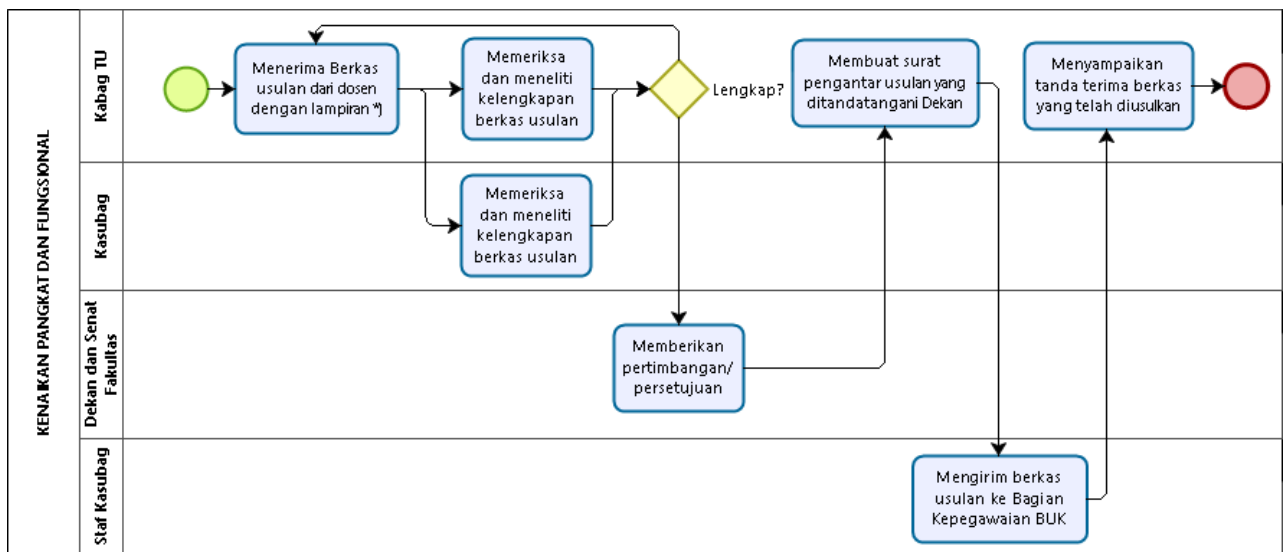 KENAIKAN PANGKAT DAN FUNGSIONAL
Kabag TU
Menerima Berkas
usulan dari dosen
dengan lampiran *)
Memeriksa
dan meneliti
kelengkapan
berkas usulan
Lengkap?
Membuat surat
pengantar usulan yang
ditandatangani Dekan
Menyampaikan
tanda terima berkas
yang telah diusulkan
Kasubag
Memeriksa
dan meneliti
kelengkapan
berkas usulan
Dekan dan Senat
Fakultas
Memberikan
pertimbangan/
persetujuan
Staf Kasubag
Mengirim berkas
usulan ke Bagian
Kepegawaian BUK